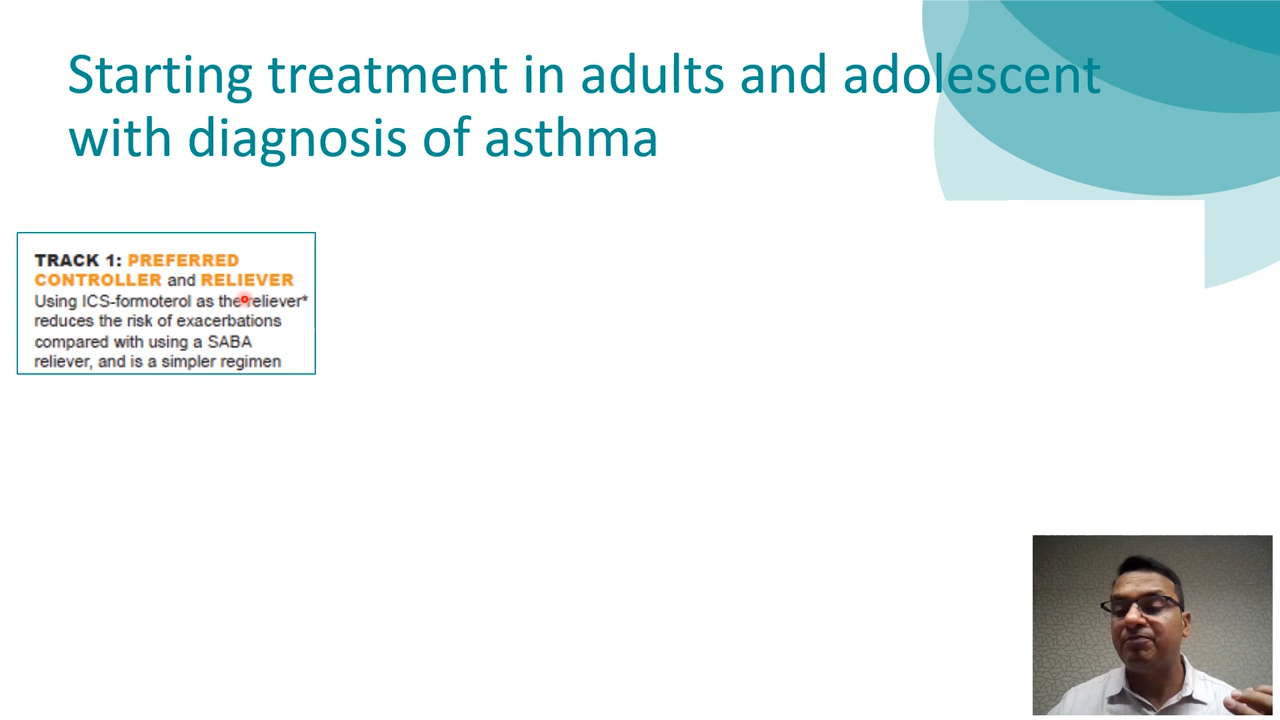 Starting treatment in adults and adolescent
with diagnosis of asthma
TRACK 1: PREFERRED
CONTROLLER and RELIEVER
Using ICS-formoterol as the reliever*
reduces the risk of exacerbations
compared with using a SABA
reliever, and is a simpler regimen